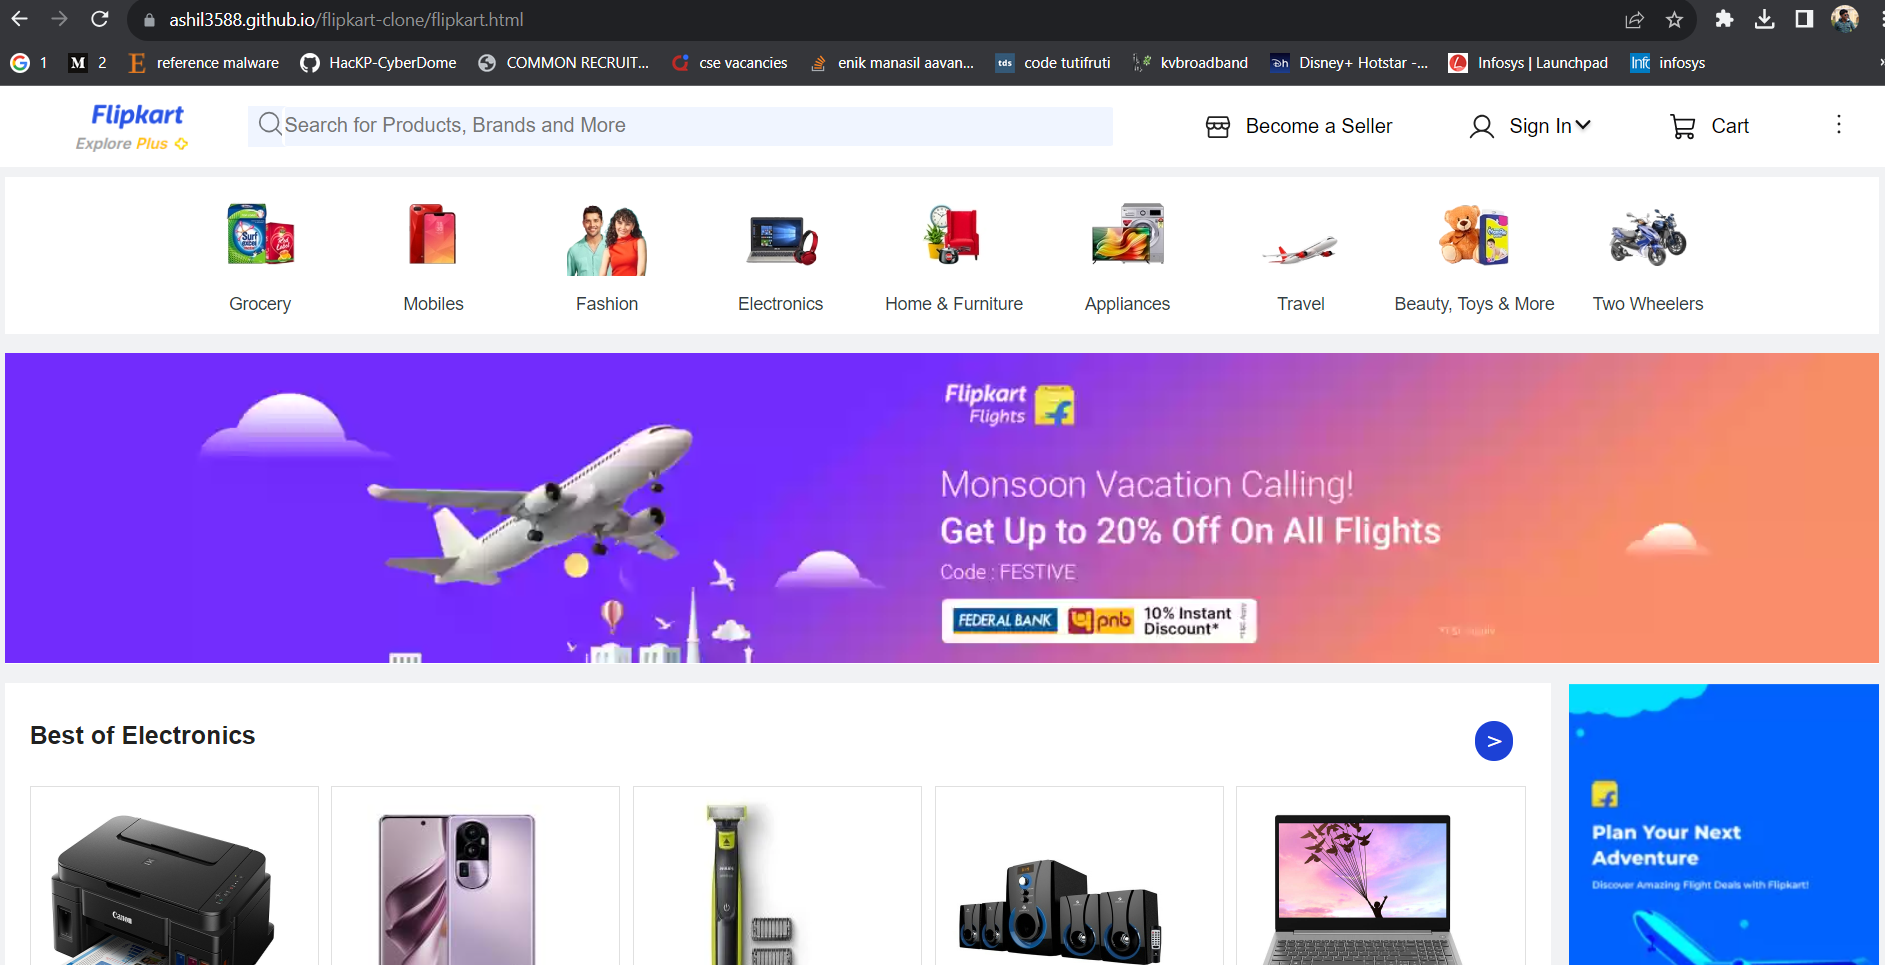 ashil3588.github.io/flipkart-clone/flipkart.html
1 2 reference malware HacKP-CyberDome COMMON RECRUIT... cse vacancies enik manasil aavan... tds code tutifruti kvbroadband Disney+ Hotstar -... Infosys | Launchpad infosys
Flipkart
Explore Plus
Search for Products, Brands and More
Become a Seller
Sign In
Cart
Grocery
Mobiles
Fashion
Electronics
Home & Furniture
Appliances
Travel
Beauty, Toys & More
Two Wheelers
Flipkart
Flights
Monsoon Vacation Calling!
Get Up to 20% Off On All Flights
Code : FESTIVE
FEDERAL BANK pnb 10% Instant
Discount*
Best of Electronics
>
Canon
Plan Your Next
Adventure
Discover Amazing Flight Deals with Flipkart!